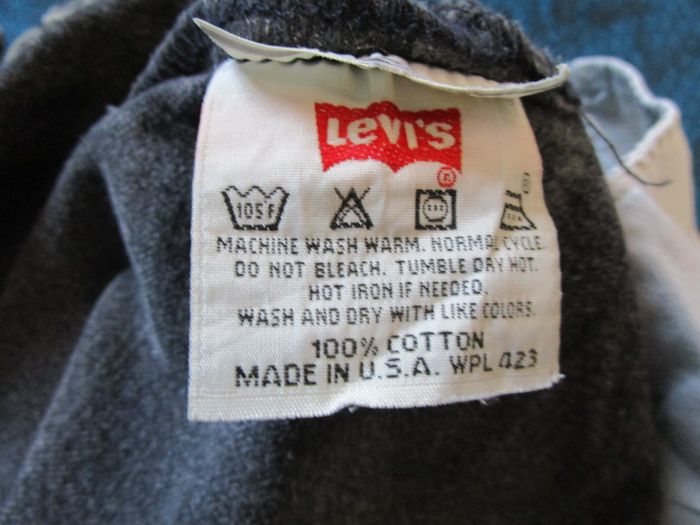 LEVI'S
®
105F
MACHINE WASH WARM. NORMAL CYCLE.
DO NOT BLEACH. TUMBLE DRY HOT.
HOT IRON IF NEEDED.
WASH AND DRY WITH LIKE COLORS.
100% COTTON
MADE IN U.S.A. WPL 423